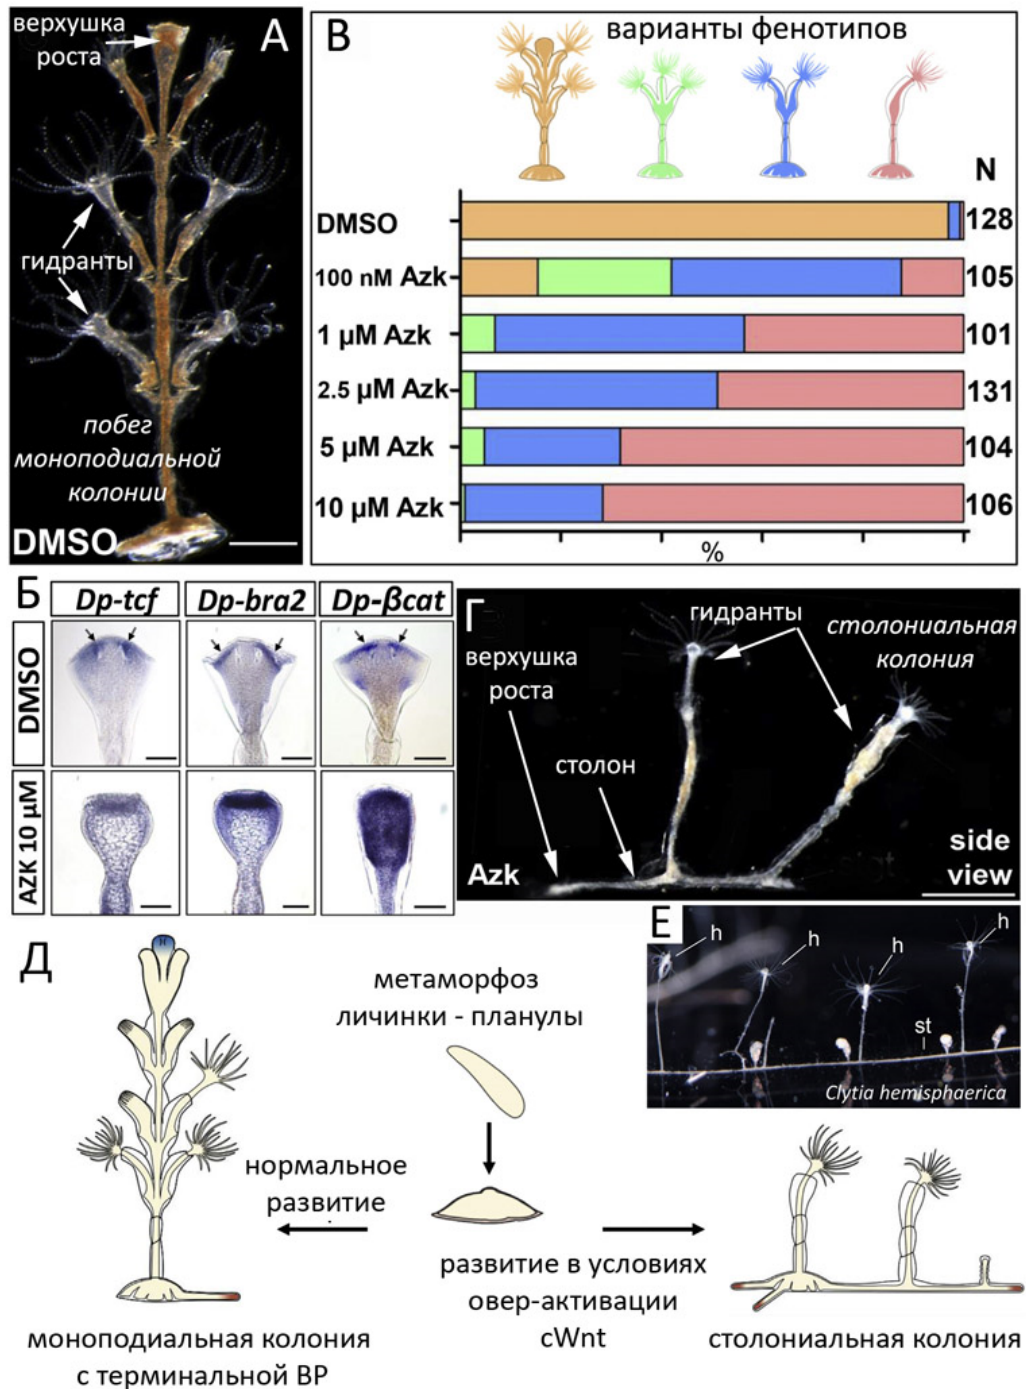 А
верхушка
роста
гидранты
побег
моноподиальной
колонии
DMSO
В
варианты фенотипов
N
DMSO
128
100 nM Azk
105
1 µM Azk
101
2.5 µM Azk
131
5 µM Azk
104
10 µM Azk
106
%
Б
Dp-tcf
Dp-bra2
Dp-βcat
DMSO
AZK 10 µM
Г
гидранты
столониальная
колония
верхушка
роста
столон
Azk
side
view
Е
h
h
h
h
st
Clytia hemisphaerica
Д
метаморфоз
личинки - планулы
нормальное
развитие
развитие в условиях
овер-активации
cWnt
моноподиальная колония
с терминальной ВР
столониальная колония